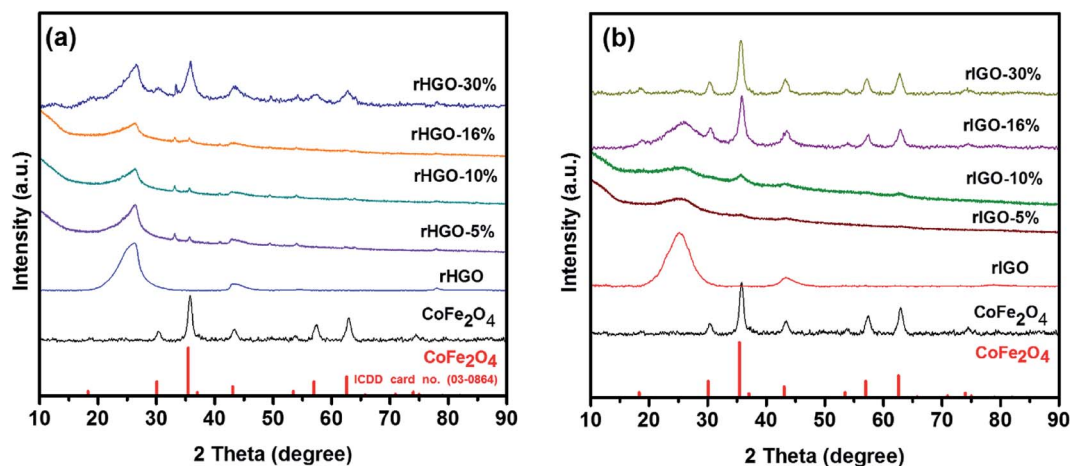 (a)
rHGO-30%
rHGO-16%
rHGO-10%
rHGO-5%
rHGO
CoFe₂O₄
CoFe₂O₄
ICDD card no. (03-0864)
10 20 30 40 50 60 70 80 90
2 Theta (degree)
Intensity (a.u.)
(b)
rIGO-30%
rIGO-16%
rIGO-10%
rIGO-5%
rIGO
CoFe₂O₄
CoFe₂O₄
10 20 30 40 50 60 70 80 90
2 Theta (degree)
Intensity (a.u.)